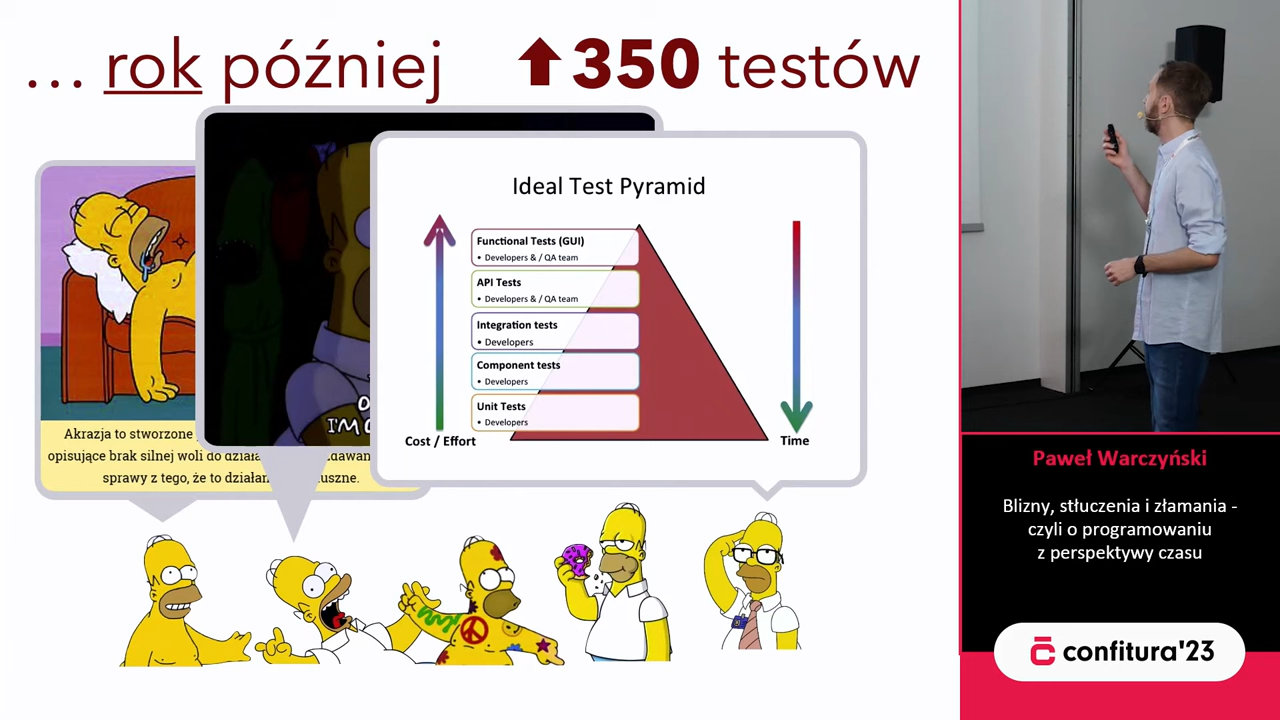 ... rok później
⬆350 testów
Akrazja to stworzone
opisujące brak silnej woli do
sprawy z tego, że to
I'M
Ideal Test Pyramid
Functional Tests (GUI)
• Developers & / QA team
API Tests
• Developers & / QA team
Integration tests
• Developers
Component tests
• Developers
Unit Tests
• Developers
Cost / Effort
Time
Paweł Warczyński
Blizny, stłuczenia i złamania -
czyli o programowaniu
z perspektywy czasu
confitura'23